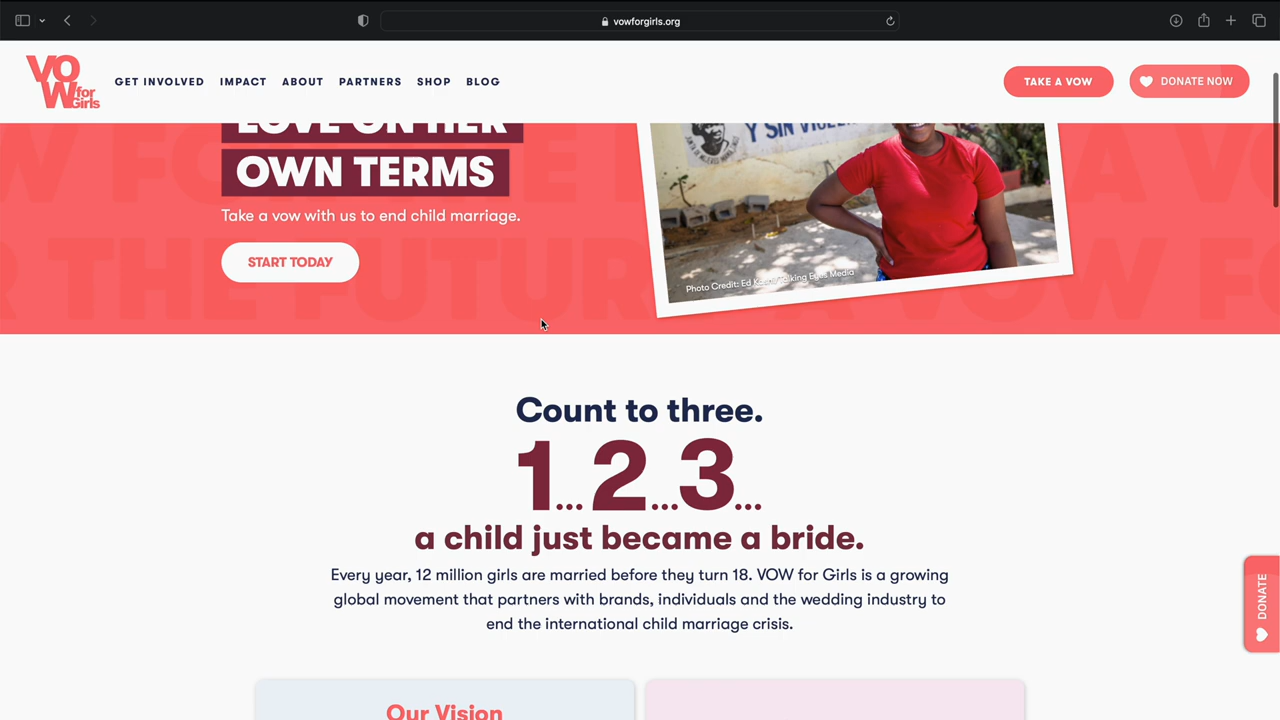 vowforgirls.org
VOW for Girls
GET INVOLVED IMPACT ABOUT PARTNERS SHOP BLOG
TAKE A VOW
DONATE NOW
LOVE ON HER
OWN TERMS
Take a vow with us to end child marriage.
START TODAY
Y SIN VIOLE
Photo Credit: Ed Kashi/Talking Eyes Media
Count to three.
1...2...3...
a child just became a bride.
Every year, 12 million girls are married before they turn 18. VOW for Girls is a growing
global movement that partners with brands, individuals and the wedding industry to
end the international child marriage crisis.
DONATE
Our Vision